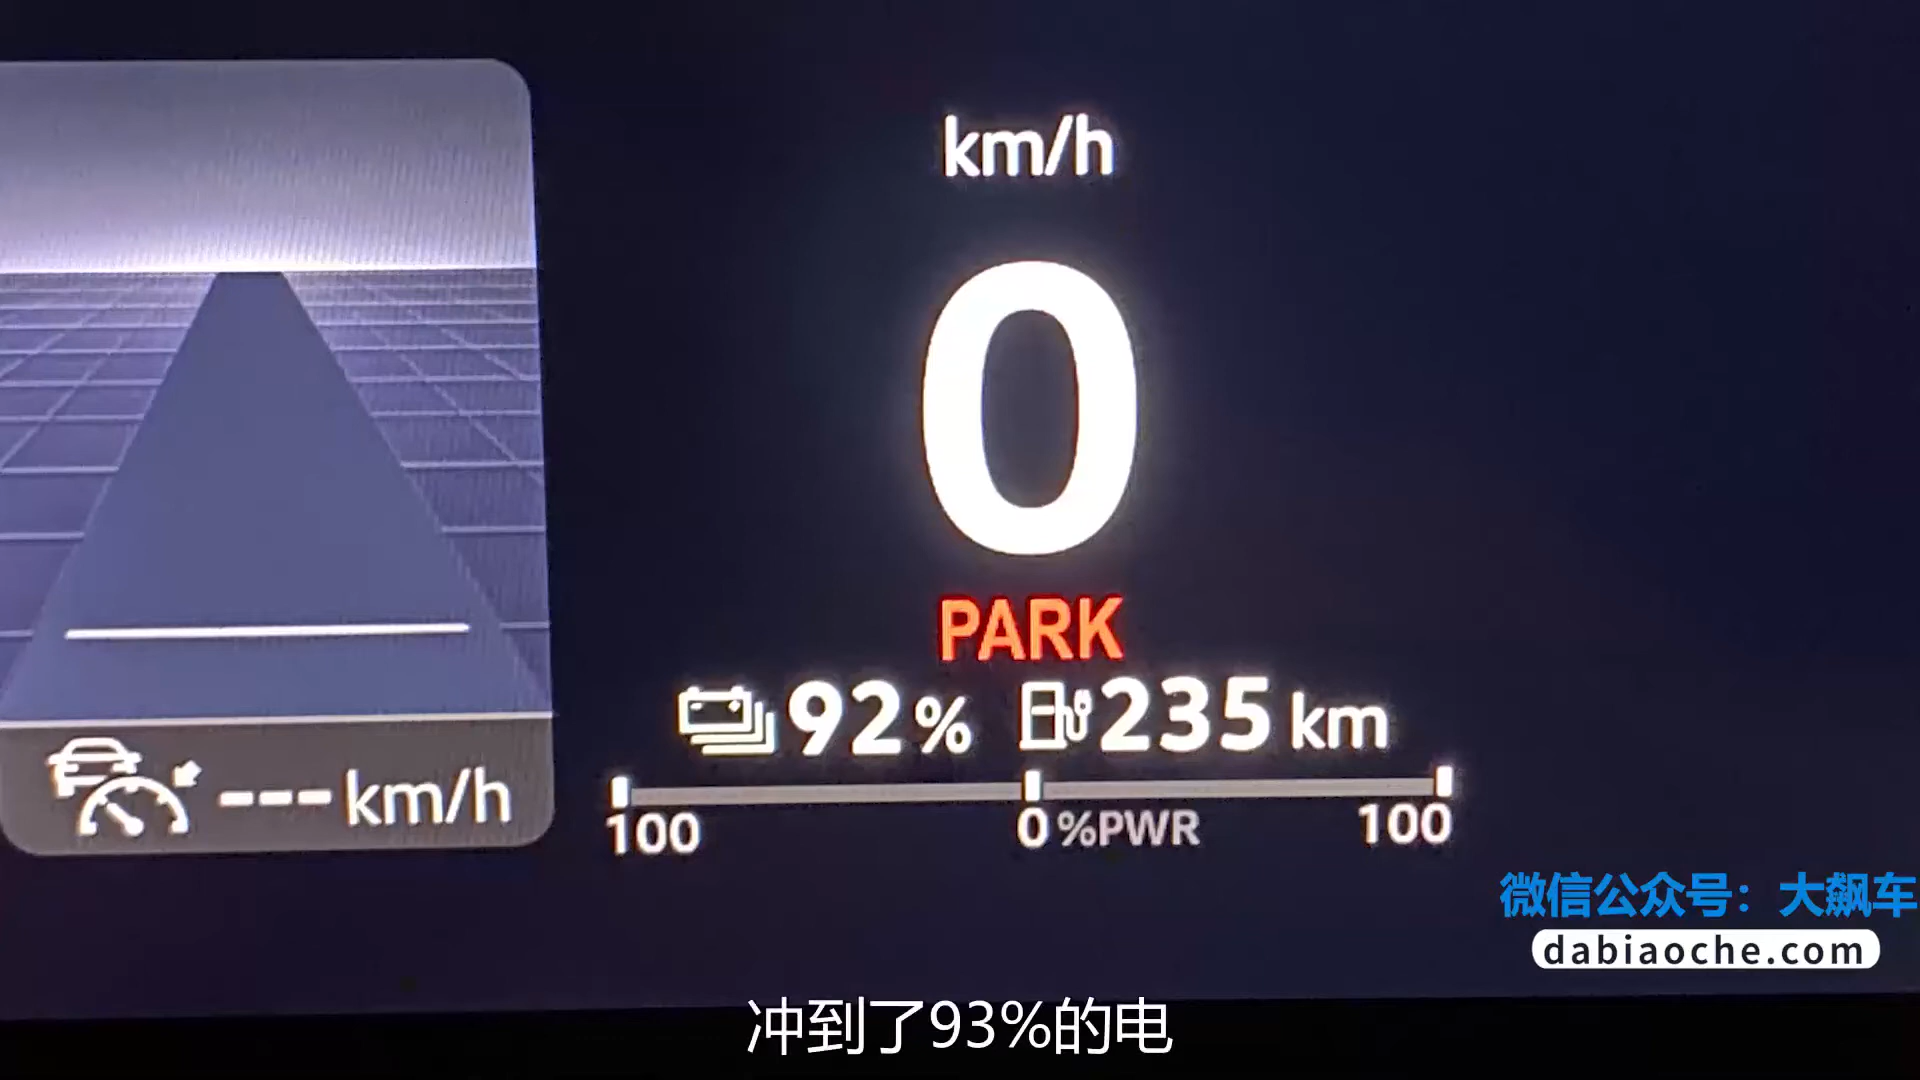 km/h
0
PARK
92% 235 km
100 0 %PWR 100
---km/h
微信公众号：大飙车
dabiaoche.com
冲到了93%的电